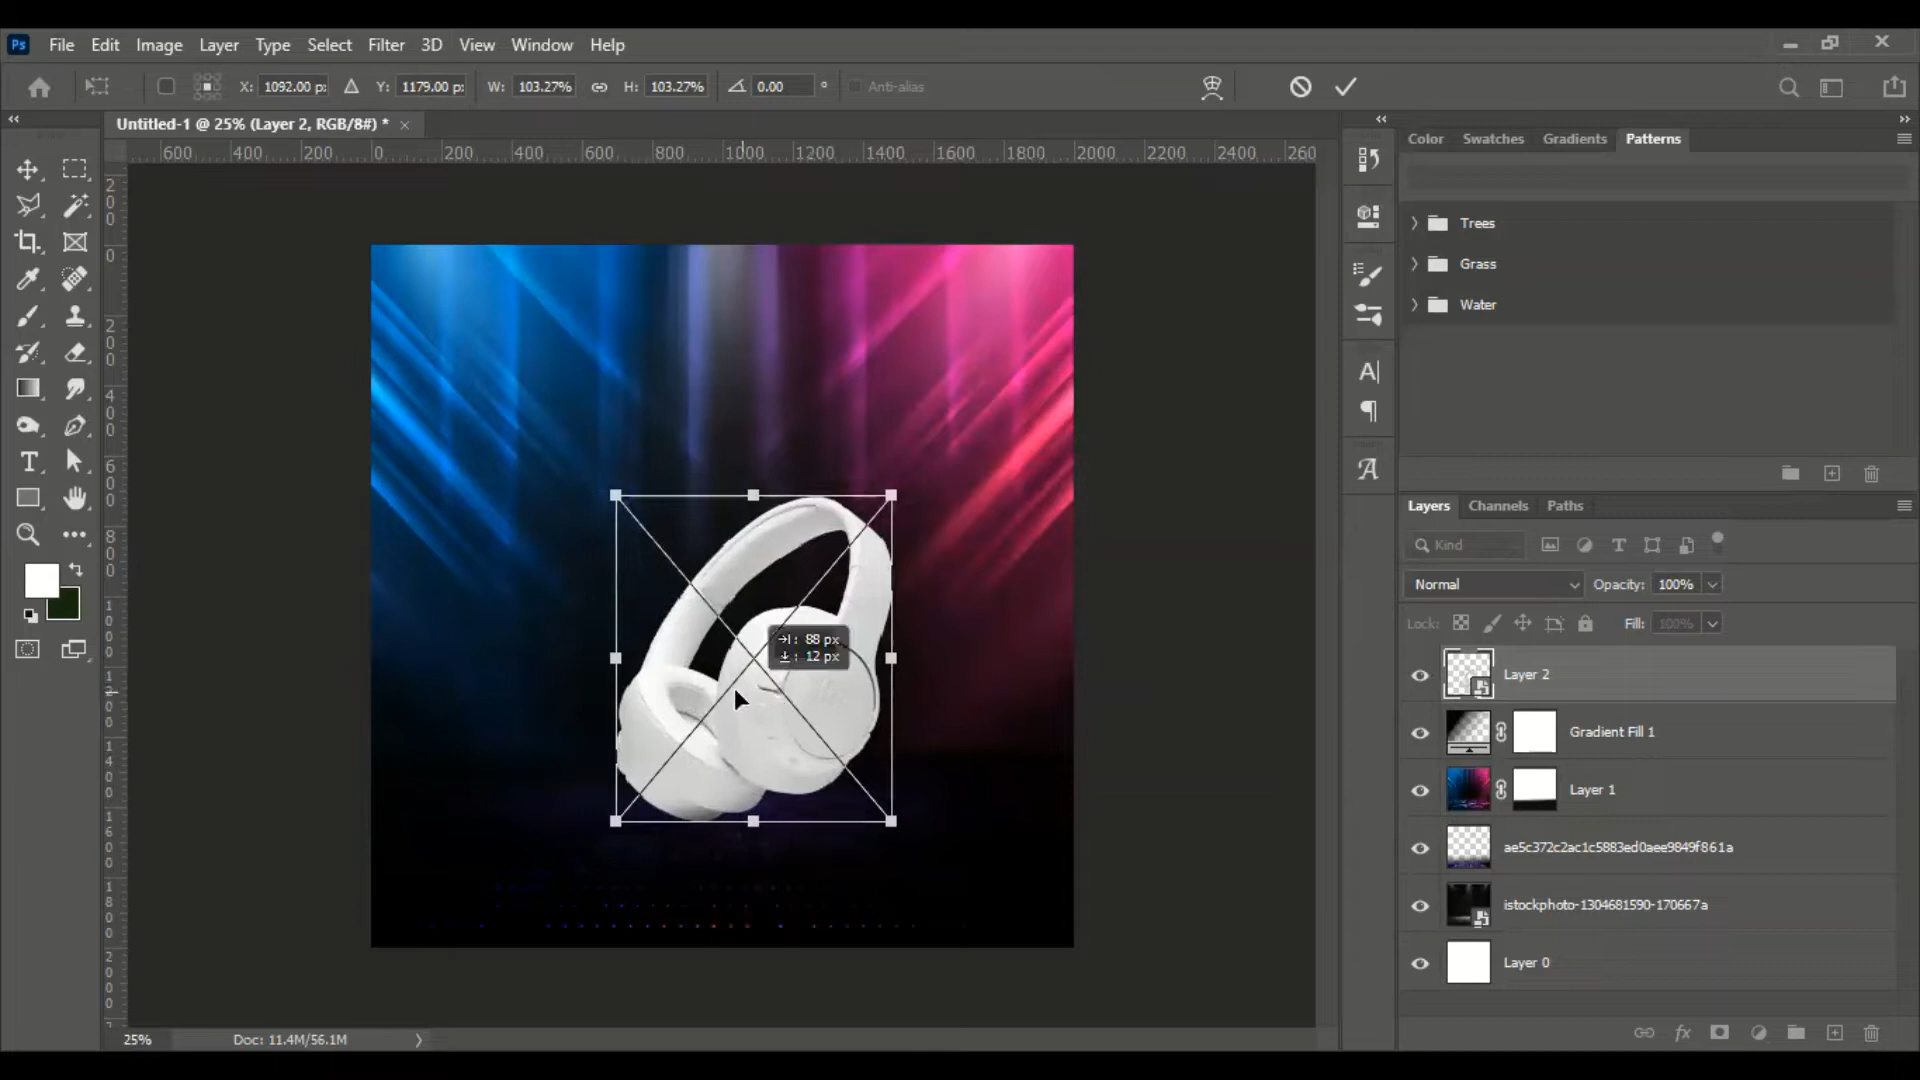 Ps File Edit Image Layer Type Select Filter 3D View Window Help
X: 1092.00 p: Y: 1179.00 p: W: 103.27% H: 103.27% 0.00 ° Anti-alias
Untitled-1 @ 25% (Layer 2, RGB/8#) * ×
Color Swatches Gradients Patterns
600 400 200 0 200 400 600 800 1000 1200 1400 1600 1800 2000 2200 2400 260
Trees
Grass
Water
Layers Channels Paths
Kind
Normal Opacity: 100%
Lock: Fill: 100%
: 88 px
: 12 px
Layer 2
Gradient Fill 1
Layer 1
ae5c372c2ac1c5883ed0aee9849f861a
istockphoto-1304681590-170667a
Layer 0
25% Doc: 11.4M/56.1M